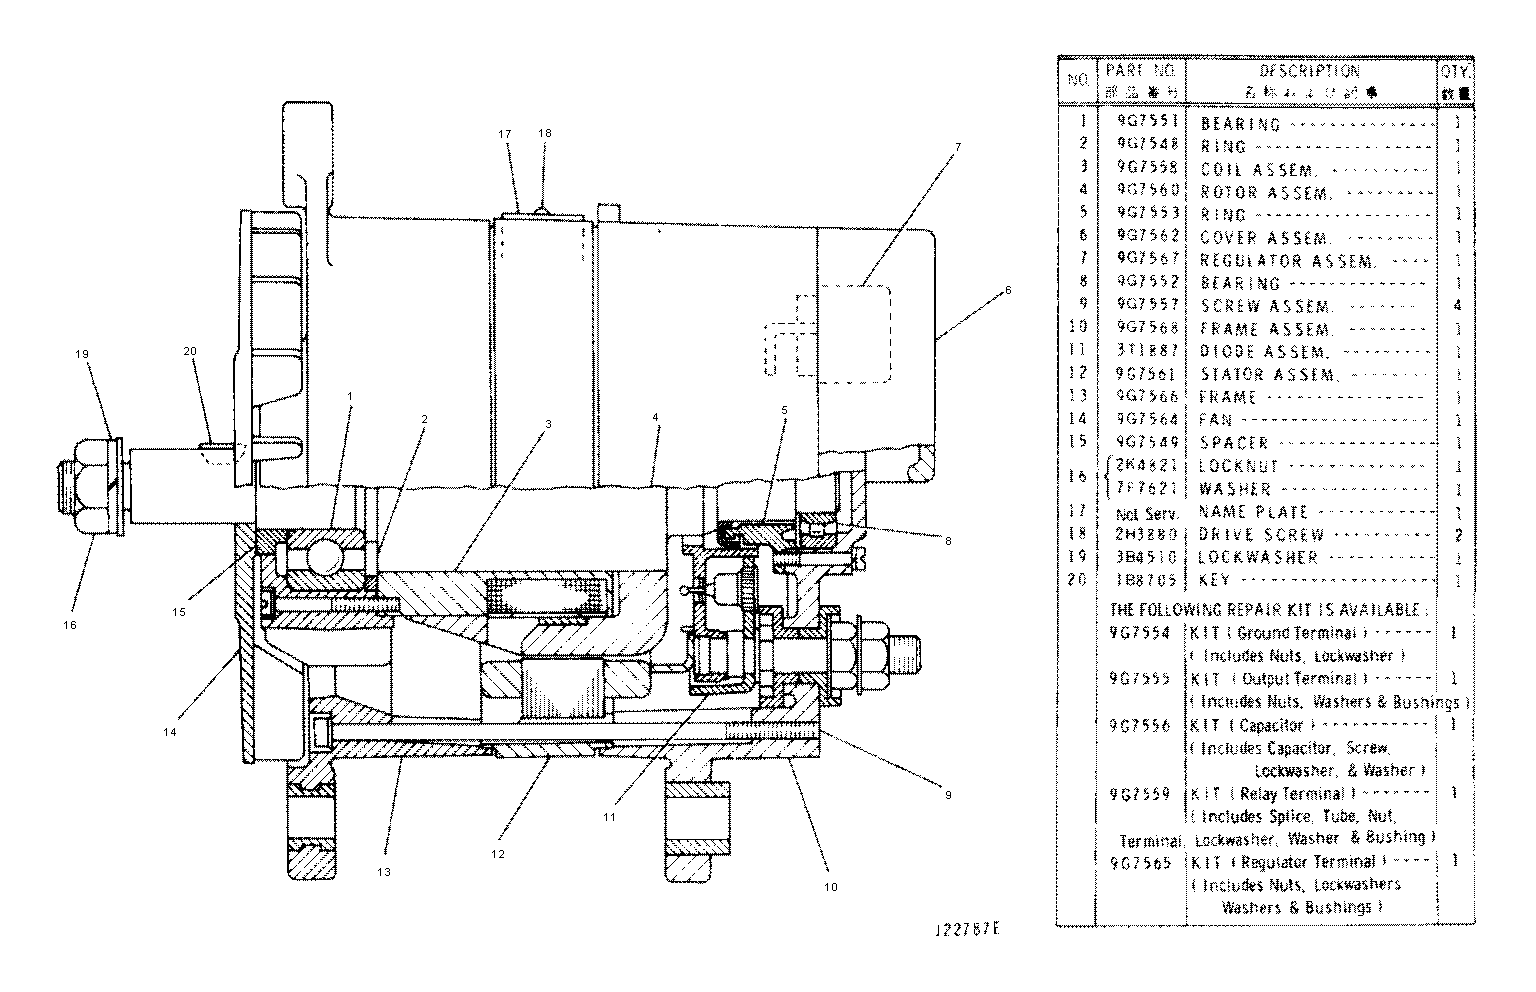 17 18
7
6
19 20
1 2 3 4 5
8
15
16
14
9
11
12
13
10
J22787E
NO. PART NO. DESCRIPTION QTY.
部品番号 名称および記事 数量
1 9G7551 BEARING 1
2 9G7548 RING 1
3 9G7558 COIL ASSEM. 1
4 9G7560 ROTOR ASSEM. 1
5 9G7553 RING 1
6 9G7562 COVER ASSEM. 1
7 9G7567 REGULATOR ASSEM. 1
8 9G7552 BEARING 1
9 9G7557 SCREW ASSEM. 4
10 9G7568 FRAME ASSEM. 1
11 3T1887 DIODE ASSEM. 1
12 9G7561 STATOR ASSEM. 1
13 9G7566 FRAME 1
14 9G7564 FAN 1
15 9G7549 SPACER 1
16 { 2K4821 LOCKNUT 1
7F7621 WASHER 1
17 Not Serv. NAME PLATE 1
18 2H3880 DRIVE SCREW 2
19 3B4510 LOCKWASHER 1
20 1B8705 KEY 1
THE FOLLOWING REPAIR KIT IS AVAILABLE:
9G7554 KIT (Ground Terminal) 1
(Includes Nuts, Lockwasher)
9G7555 KIT (Output Terminal) 1
(Includes Nuts, Washers & Bushings)
9G7556 KIT (Capacitor) 1
(Includes Capacitor, Screw,
Lockwasher, & Washer)
9G7559 KIT (Relay Terminal) 1
(Includes Splice, Tube, Nut,
Terminal, Lockwasher, Washer & Bushing)
9G7565 KIT (Regulator Terminal) 1
(Includes Nuts, Lockwashers
Washers & Bushings)